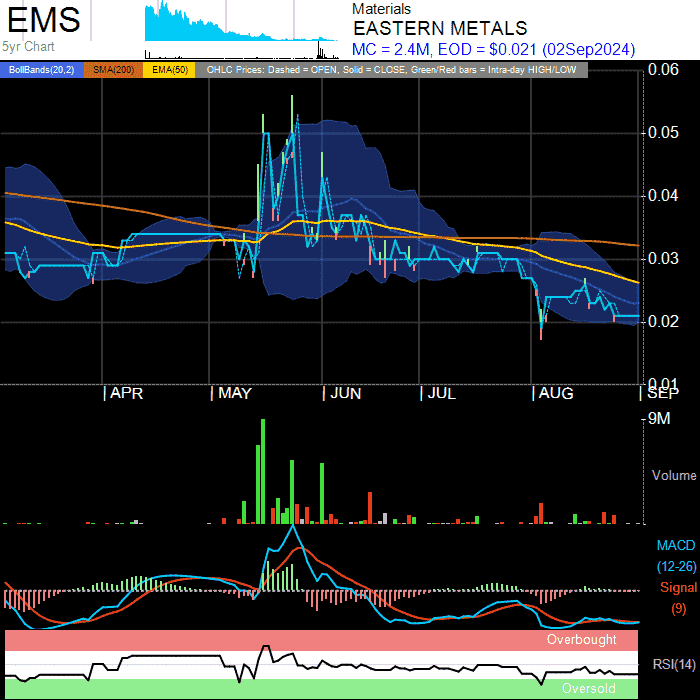 EMS
5yr Chart
Materials
EASTERN METALS
MC = 2.4M, EOD = $0.021 (02Sep2024)
BollBands(20,2) SMA(200) EMA(50) OHLC Prices: Dashed = OPEN, Solid = CLOSE, Green/Red bars = Intra-day HIGH/LOW
0.06
0.05
0.04
0.03
0.02
0.01
APR MAY JUN JUL AUG SEP
9M
Volume
MACD
(12-26)
Signal
(9)
Overbought
RSI(14)
Oversold